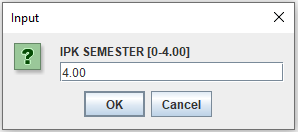 Input
IPK SEMESTER [0-4.00]
?
4.00
OK
Cancel